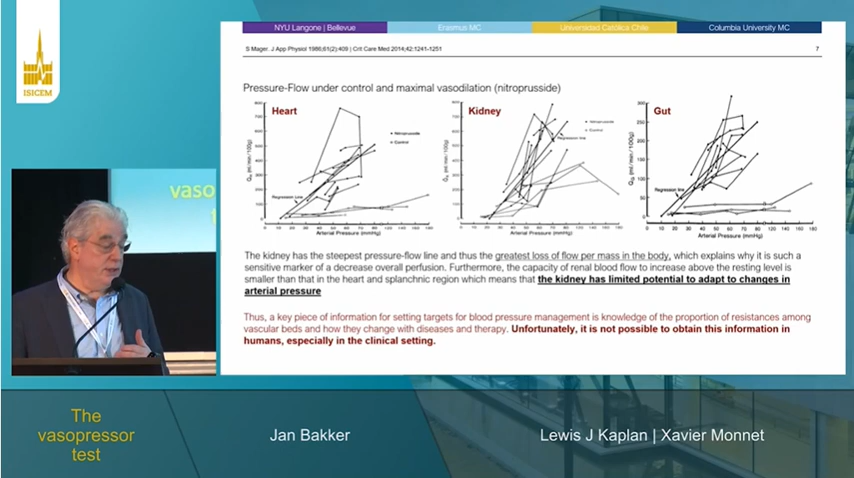 ISICEM
NYU Langone | Bellevue
Erasmus MC
Universidad Catolica Chile
Columbia University MC
S Mager. J App Physiol 1986;61(2):409 | Crit Care Med 2014;42:1241-1251
7
Pressure-Flow under control and maximal vasodilation (nitroprusside)
Heart
Nitroprusside
Control
Regression Line
Arterial Pressure (mmHg)
Kidney
Nitroprusside
Control
Regression line
Arterial Pressure (mmHg)
Gut
Regression line
Arterial Pressure (mmHg)
The kidney has the steepest pressure-flow line and thus the greatest loss of flow per mass in the body, which explains why it is such a
sensitive marker of a decrease overall perfusion. Furthermore, the capacity of renal blood flow to increase above the resting level is
smaller than that in the heart and splanchnic region which means that the kidney has limited potential to adapt to changes in
arterial pressure
Thus, a key piece of information for setting targets for blood pressure management is knowledge of the proportion of resistances among
vascular beds and how they change with diseases and therapy. Unfortunately, it is not possible to obtain this information in
humans, especially in the clinical setting.
vaso
t
The
vasopressor
test
Jan Bakker
Lewis J Kaplan | Xavier Monnet